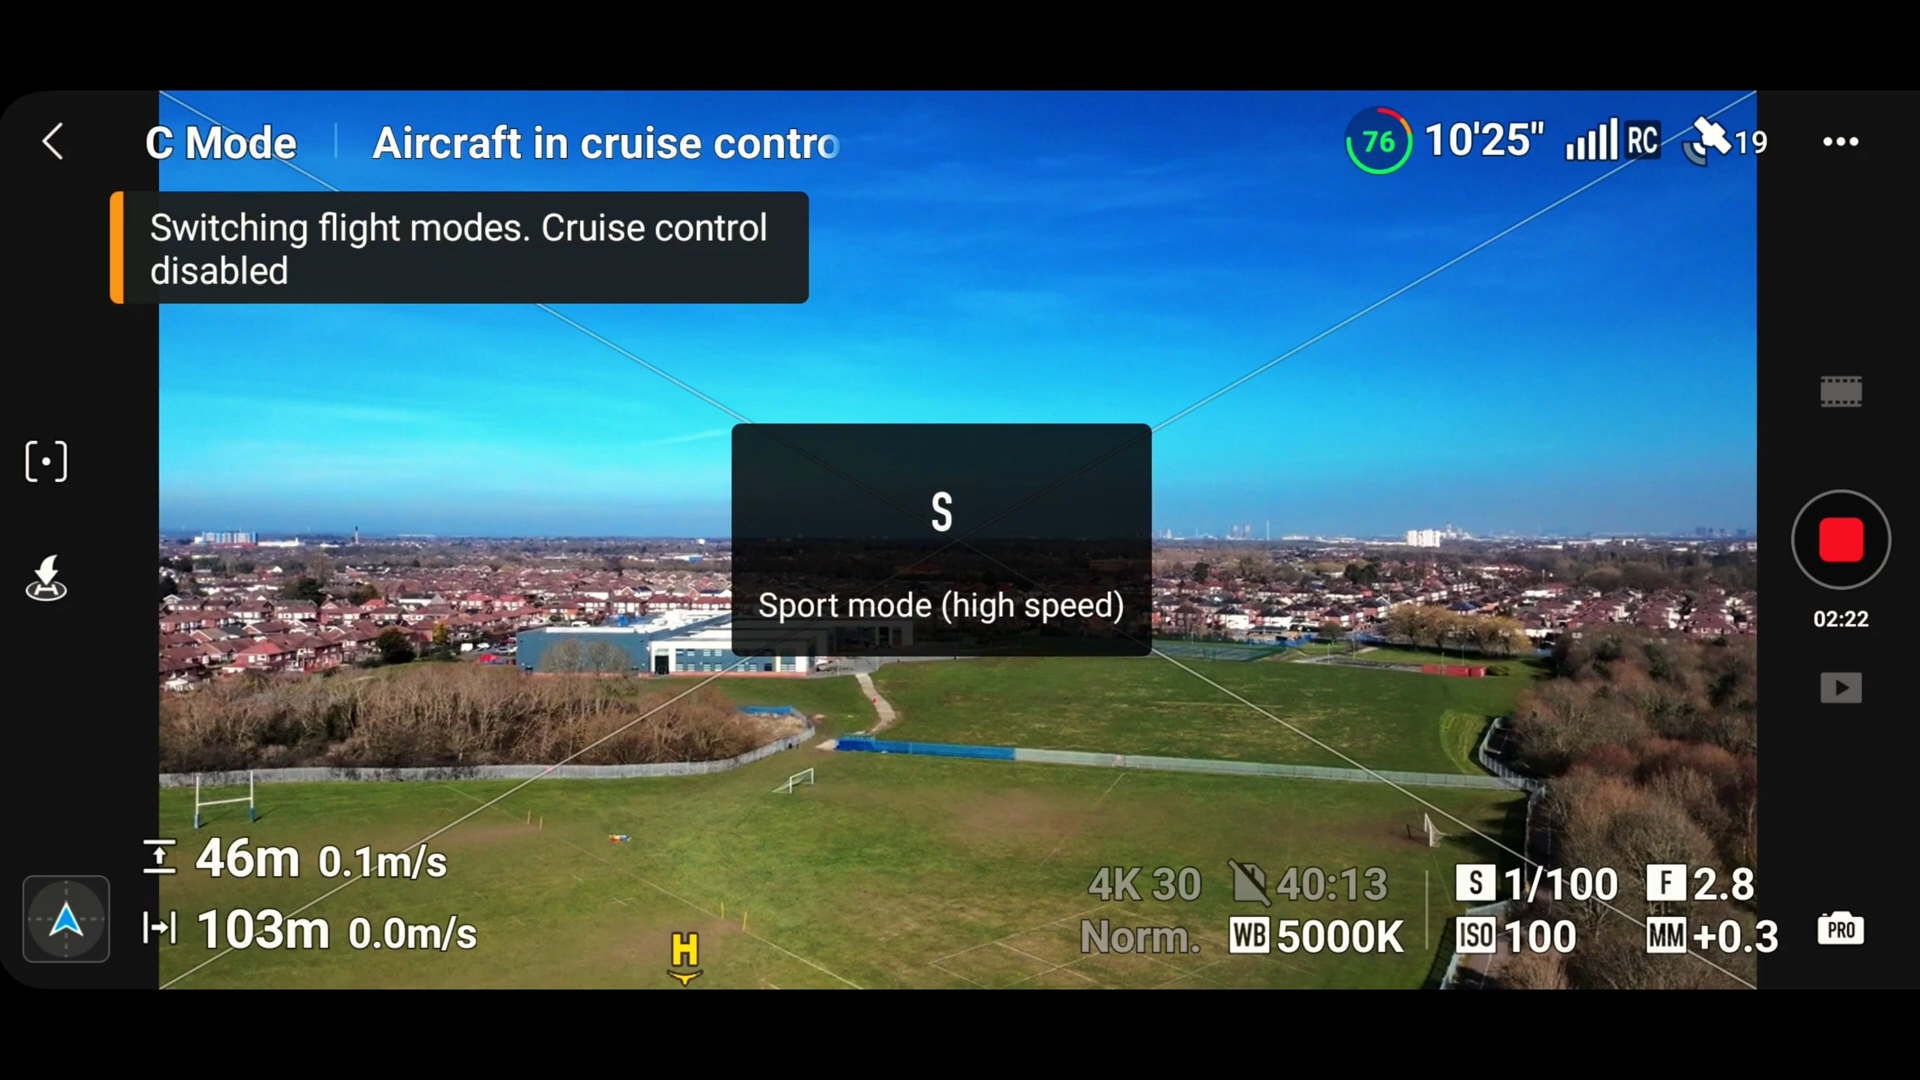 C Mode
Aircraft in cruise contro
76
10'25"
RC
19
Switching flight modes. Cruise control
disabled
S
Sport mode (high speed)
02:22
46m 0.1m/s
103m 0.0m/s
H
4K 30
40:13
S 1/100
F 2.8
Norm.
WB 5000K
ISO 100
MM +0.3
PRO